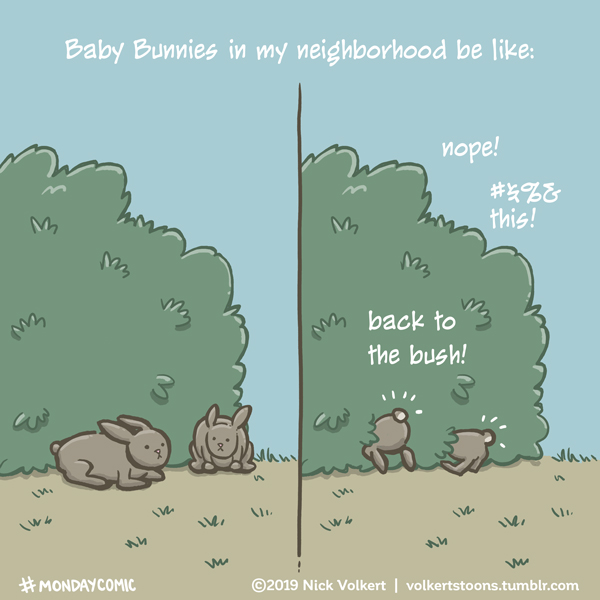 Baby Bunnies in my neighborhood be like:
nope!
#$%&
this!
back to
the bush!
#MONDAYCOMIC
©2019 Nick Volkert | volkertstoons.tumblr.com